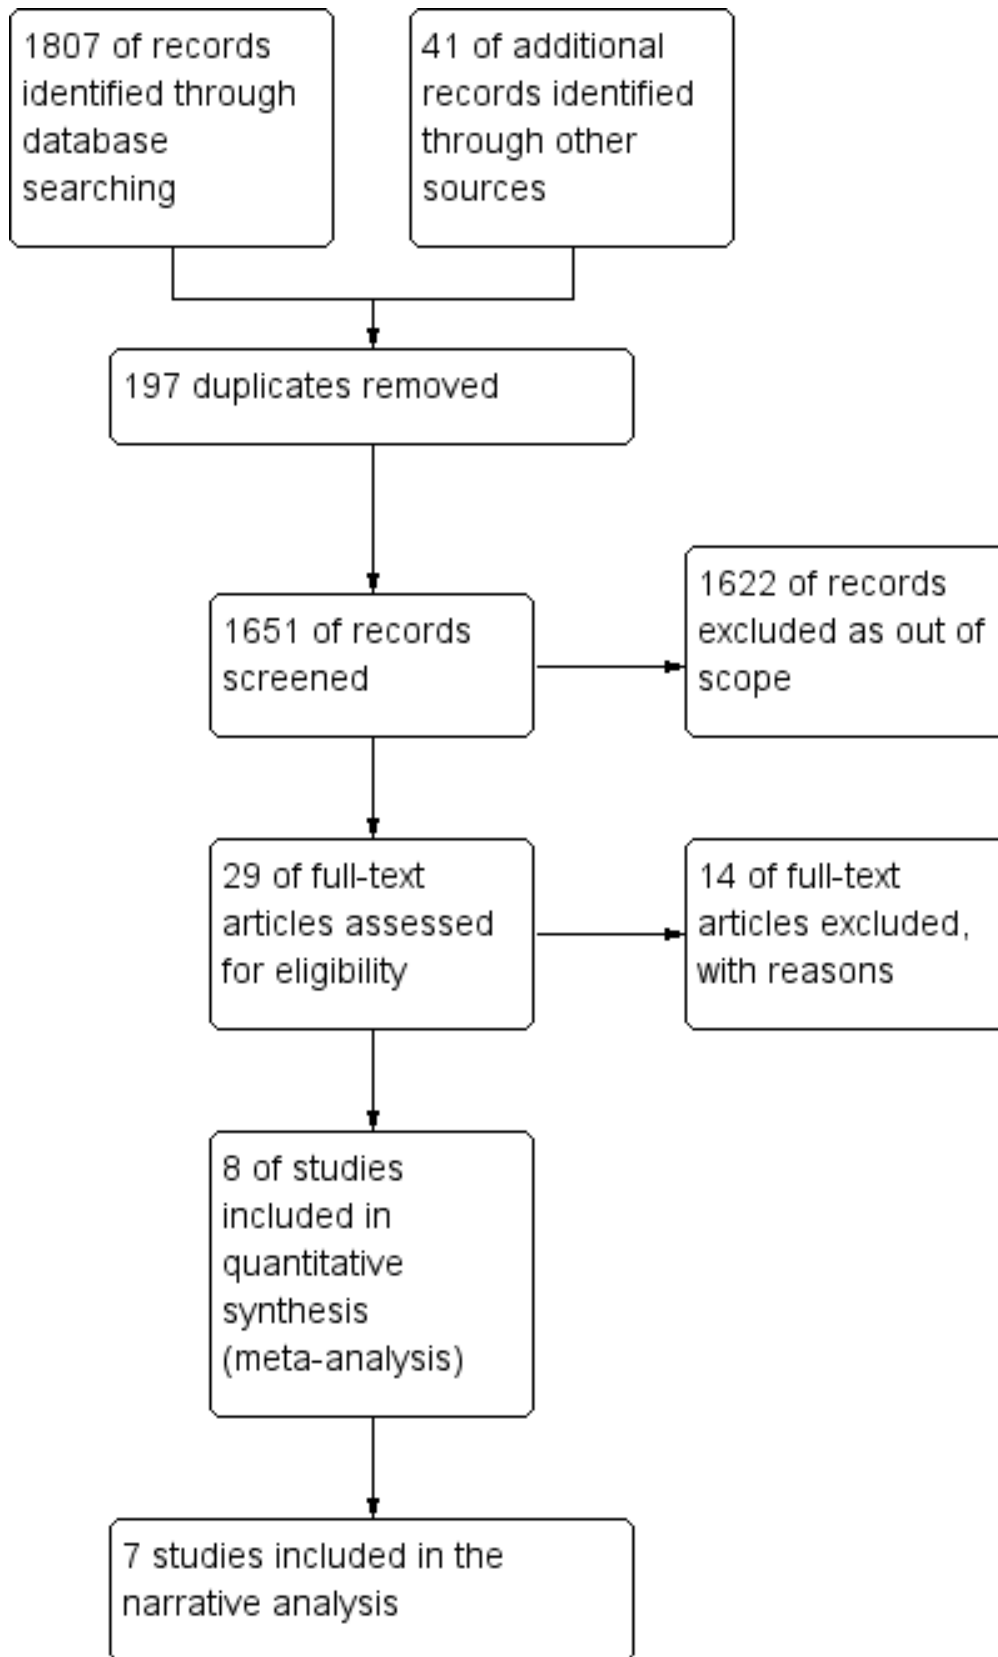 1807 of records
identified through
database
searching
41 of additional
records identified
through other
sources
197 duplicates removed
1651 of records
screened
1622 of records
excluded as out of
scope
29 of full-text
articles assessed
for eligibility
14 of full-text
articles excluded,
with reasons
8 of studies
included in
quantitative
synthesis
(meta-analysis)
7 studies included in the
narrative analysis